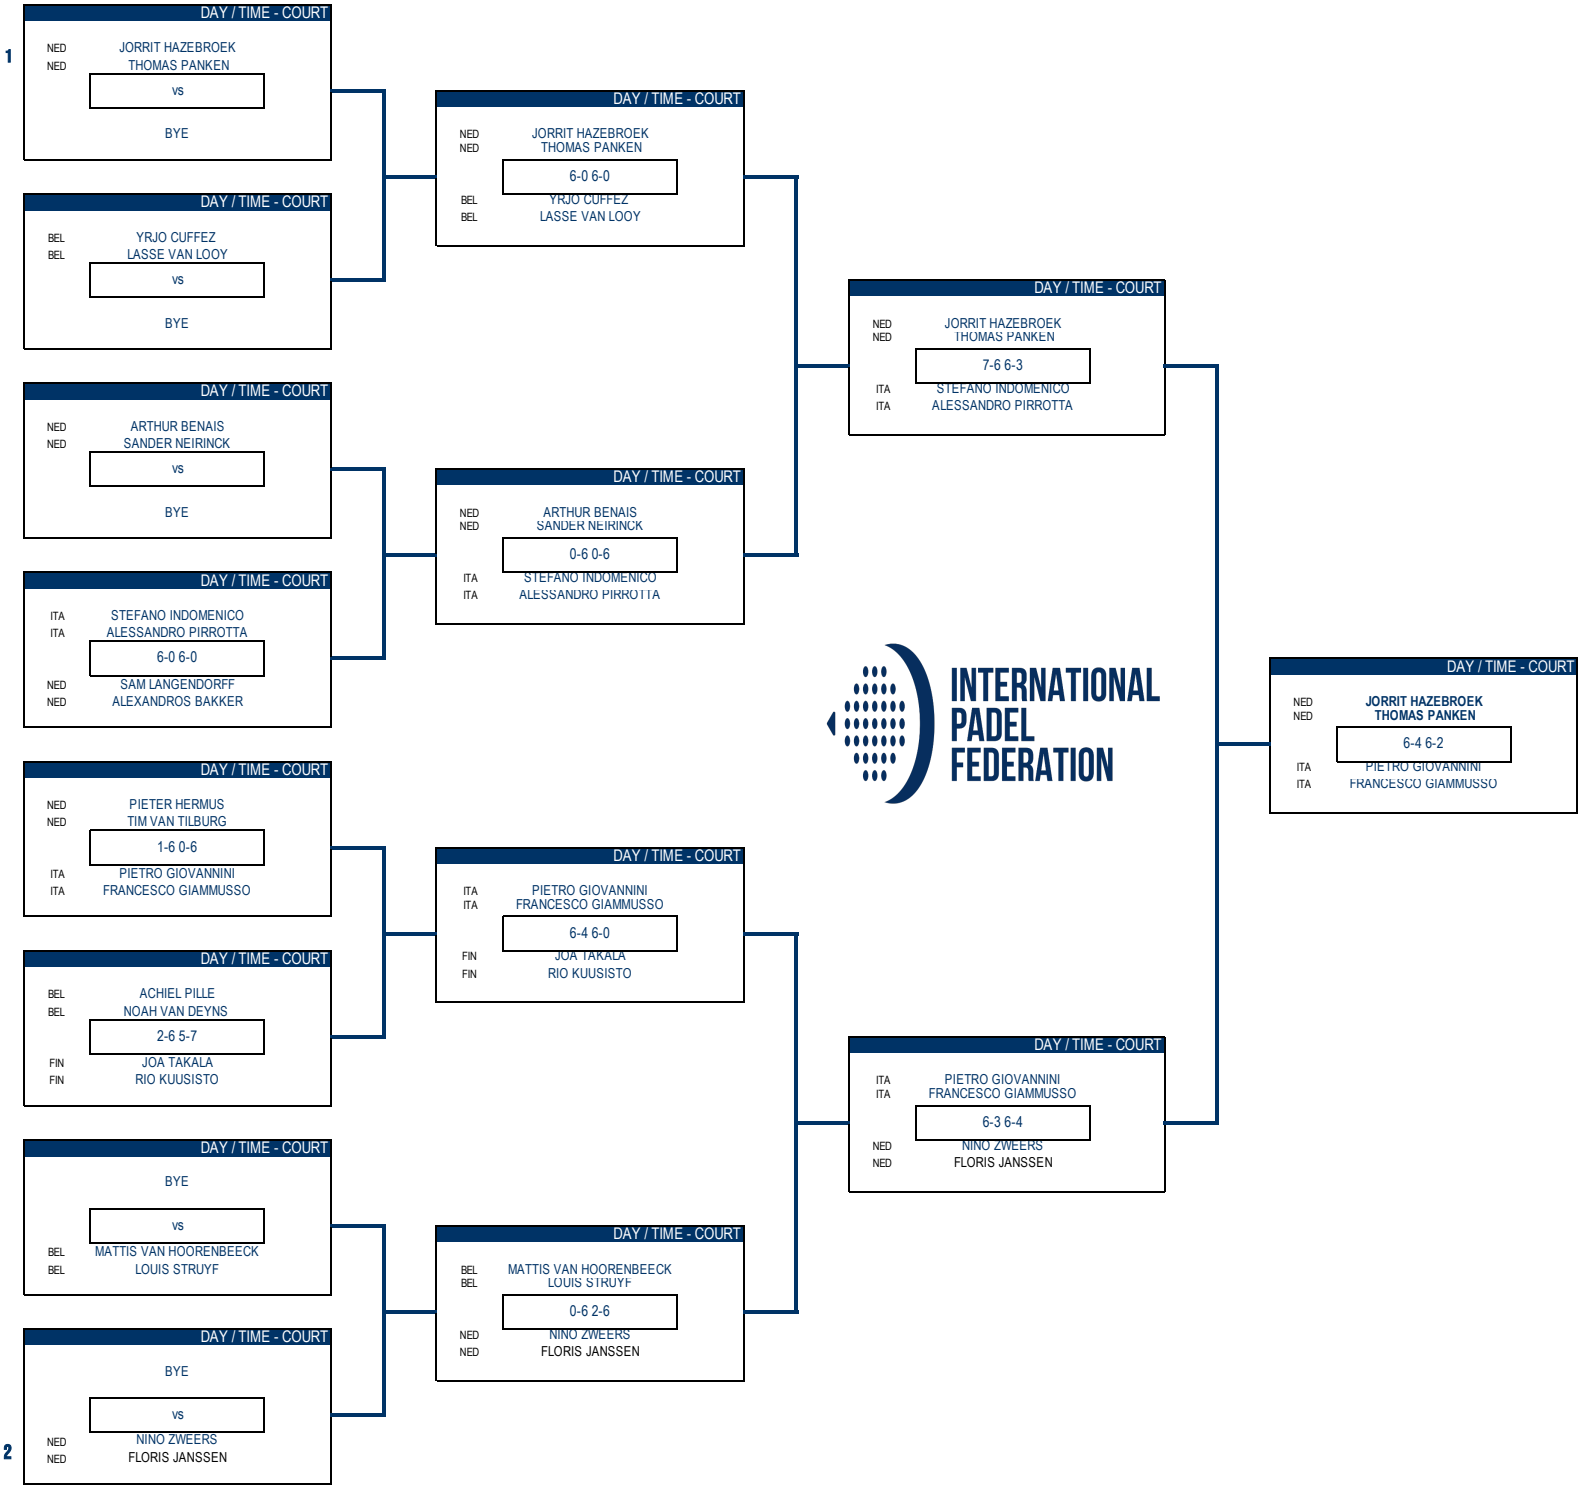 1
DAY / TIME - COURT
NED JORRIT HAZEBROEK
NED THOMAS PANKEN
vs
BYE
DAY / TIME - COURT
BEL YRJO CUFFEZ
BEL LASSE VAN LOOY
vs
BYE
DAY / TIME - COURT
NED ARTHUR BENAIS
NED SANDER NEIRINCK
vs
BYE
DAY / TIME - COURT
ITA STEFANO INDOMENICO
ITA ALESSANDRO PIRROTTA
6-0 6-0
NED SAM LANGENDORFF
NED ALEXANDROS BAKKER
DAY / TIME - COURT
NED PIETER HERMUS
NED TIM VAN TILBURG
1-6 0-6
ITA PIETRO GIOVANNINI
ITA FRANCESCO GIAMMUSSO
DAY / TIME - COURT
BEL ACHIEL PILLE
BEL NOAH VAN DEYNS
2-6 5-7
FIN JOA TAKALA
FIN RIO KUUSISTO
DAY / TIME - COURT
BYE
vs
BEL MATTIS VAN HOORENBEECK
BEL LOUIS STRUYF
DAY / TIME - COURT
BYE
vs
NED NINO ZWEERS
NED FLORIS JANSSEN
2
DAY / TIME - COURT
NED JORRIT HAZEBROEK
NED THOMAS PANKEN
6-0 6-0
BEL YRJO CUFFEZ
BEL LASSE VAN LOOY
DAY / TIME - COURT
NED ARTHUR BENAIS
NED SANDER NEIRINCK
0-6 0-6
ITA STEFANO INDOMENICO
ITA ALESSANDRO PIRROTTA
DAY / TIME - COURT
ITA PIETRO GIOVANNINI
ITA FRANCESCO GIAMMUSSO
6-4 6-0
FIN JOA TAKALA
FIN RIO KUUSISTO
DAY / TIME - COURT
BEL MATTIS VAN HOORENBEECK
BEL LOUIS STRUYF
0-6 2-6
NED NINO ZWEERS
NED FLORIS JANSSEN
DAY / TIME - COURT
NED JORRIT HAZEBROEK
NED THOMAS PANKEN
7-6 6-3
ITA STEFANO INDOMENICO
ITA ALESSANDRO PIRROTTA
INTERNATIONAL
PADEL
FEDERATION
DAY / TIME - COURT
ITA PIETRO GIOVANNINI
ITA FRANCESCO GIAMMUSSO
6-3 6-4
NED NINO ZWEERS
NED FLORIS JANSSEN
DAY / TIME - COURT
NED JORRIT HAZEBROEK
NED THOMAS PANKEN
6-4 6-2
ITA PIETRO GIOVANNINI
ITA FRANCESCO GIAMMUSSO